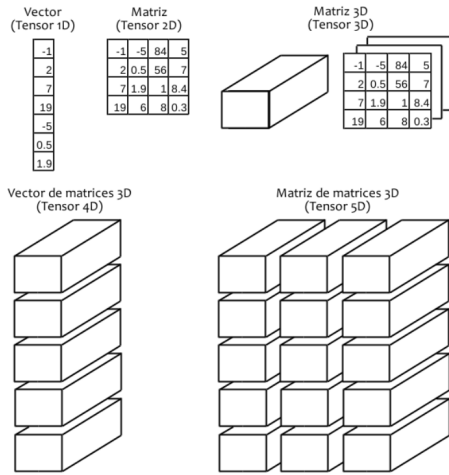 Vector
(Tensor 1D)
-1
2
7
19
-5
0.5
1.9
Matriz
(Tensor 2D)
-1 -5 84 5
2 0.5 56 7
7 1.9 1 8.4
19 6 8 0.3
Matriz 3D
(Tensor 3D)
-1 -5 84 5
2 0.5 56 7
7 1.9 1 8.4
19 6 8 0.3
Vector de matrices 3D
(Tensor 4D)
Matriz de matrices 3D
(Tensor 5D)